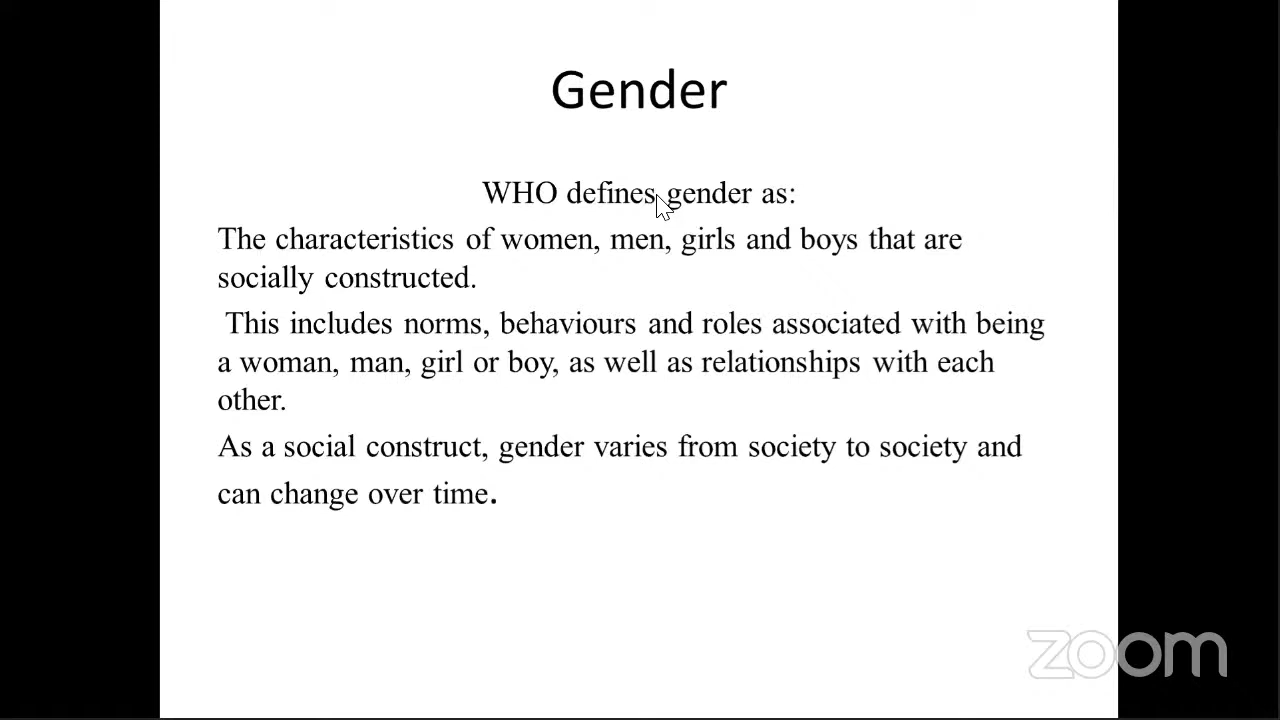 Gender
WHO defines gender as:
The characteristics of women, men, girls and boys that are
socially constructed.
This includes norms, behaviours and roles associated with being
a woman, man, girl or boy, as well as relationships with each
other.
As a social construct, gender varies from society to society and
can change over time.
zoom